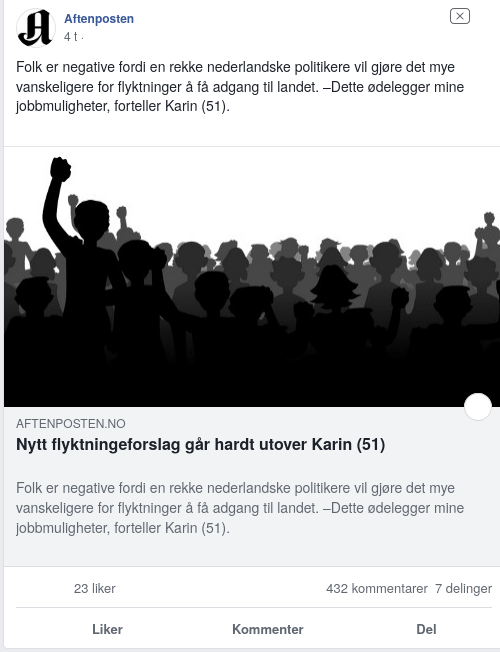 Aftenposten
4 t ·
Folk er negative fordi en rekke nederlandske politikere vil gjøre det mye
vanskeligere for flyktninger å få adgang til landet. –Dette ødelegger mine
jobbmuligheter, forteller Karin (51).
AFTENPOSTEN.NO
Nytt flyktningeforslag går hardt utover Karin (51)
Folk er negative fordi en rekke nederlandske politikere vil gjøre det mye
vanskeligere for flyktninger å få adgang til landet. –Dette ødelegger mine
jobbmuligheter, forteller Karin (51).
23 liker 432 kommentarer 7 delinger
Liker Kommenter Del